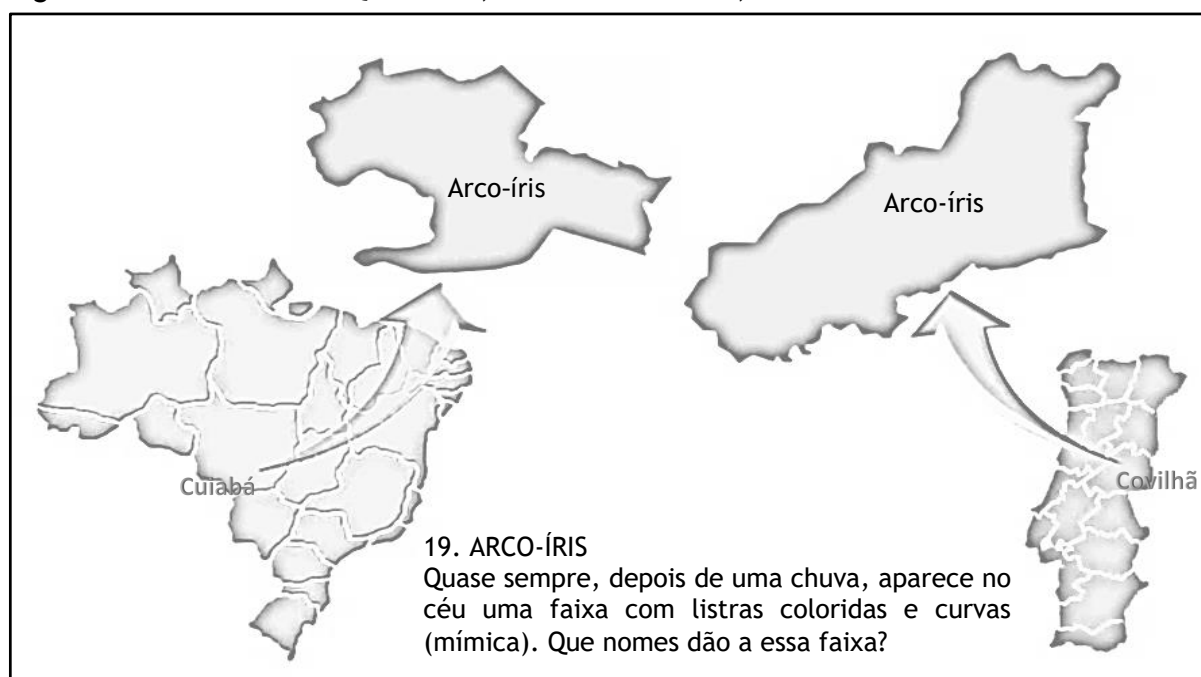 Arco-íris
Arco-íris
Cuiabá
Covilhã
19. ARCO-ÍRIS
Quase sempre, depois de uma chuva, aparece no
céu uma faixa com listras coloridas e curvas
(mímica). Que nomes dão a essa faixa?